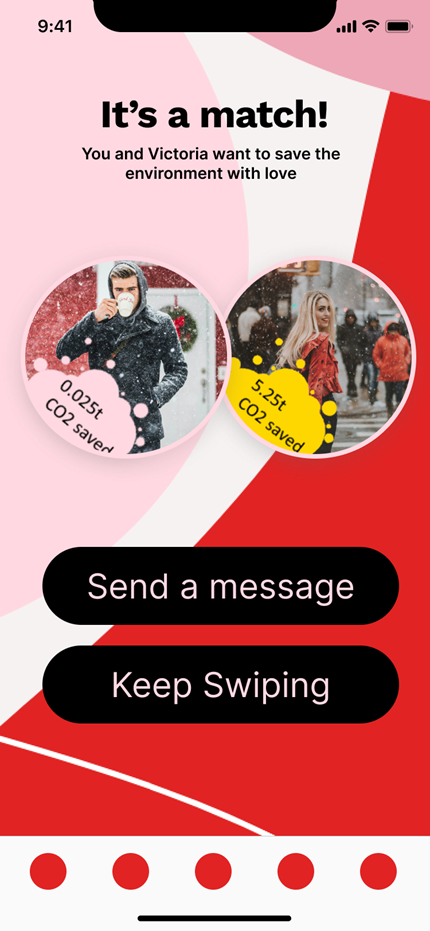 9:41
It’s a match!
You and Victoria want to save the
environment with love
0.025t
CO2 saved
5.25t
CO2 saved
Send a message
Keep Swiping